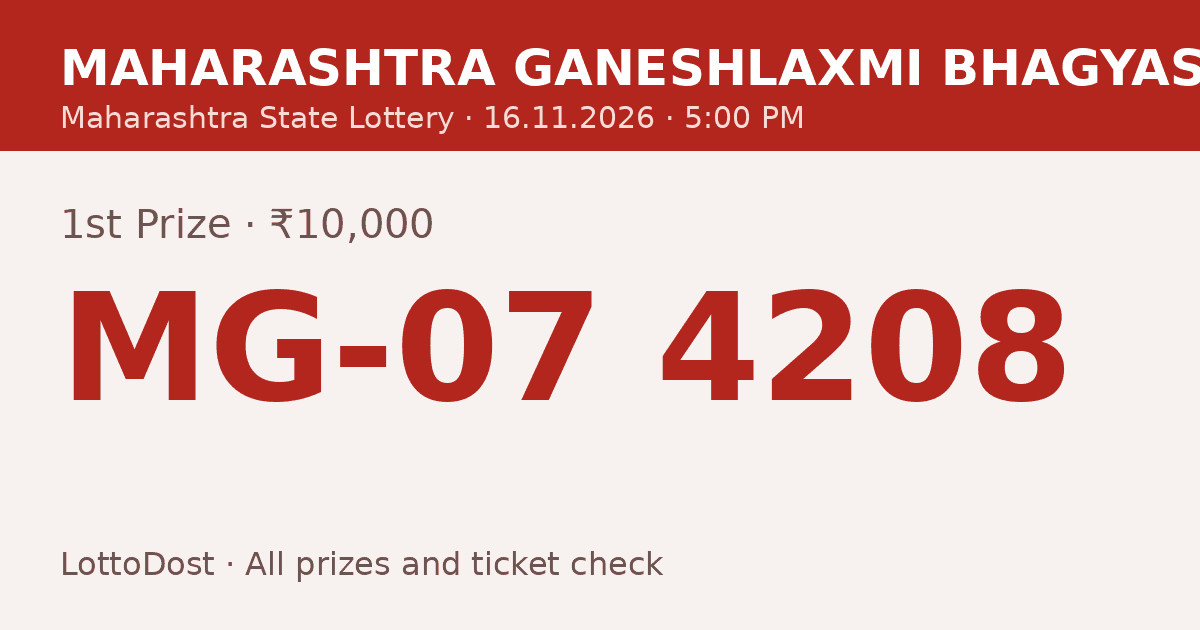 MAHARASHTRA GANESHLAXMI BHAGYAS
Maharashtra State Lottery · 16.11.2026 · 5:00 PM
1st Prize · ₹10,000
MG-07 4208
LottoDost · All prizes and ticket check